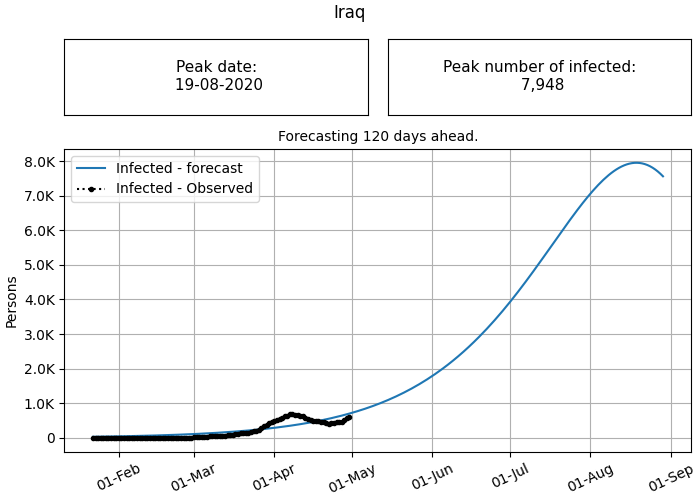 Iraq
Peak date:
19-08-2020
Peak number of infected:
7,948
Forecasting 120 days ahead.
Infected - forecast
Infected - Observed
8.0K
7.0K
6.0K
5.0K
4.0K
3.0K
2.0K
1.0K
0
Persons
01-Feb
01-Mar
01-Apr
01-May
01-Jun
01-Jul
01-Aug
01-Sep